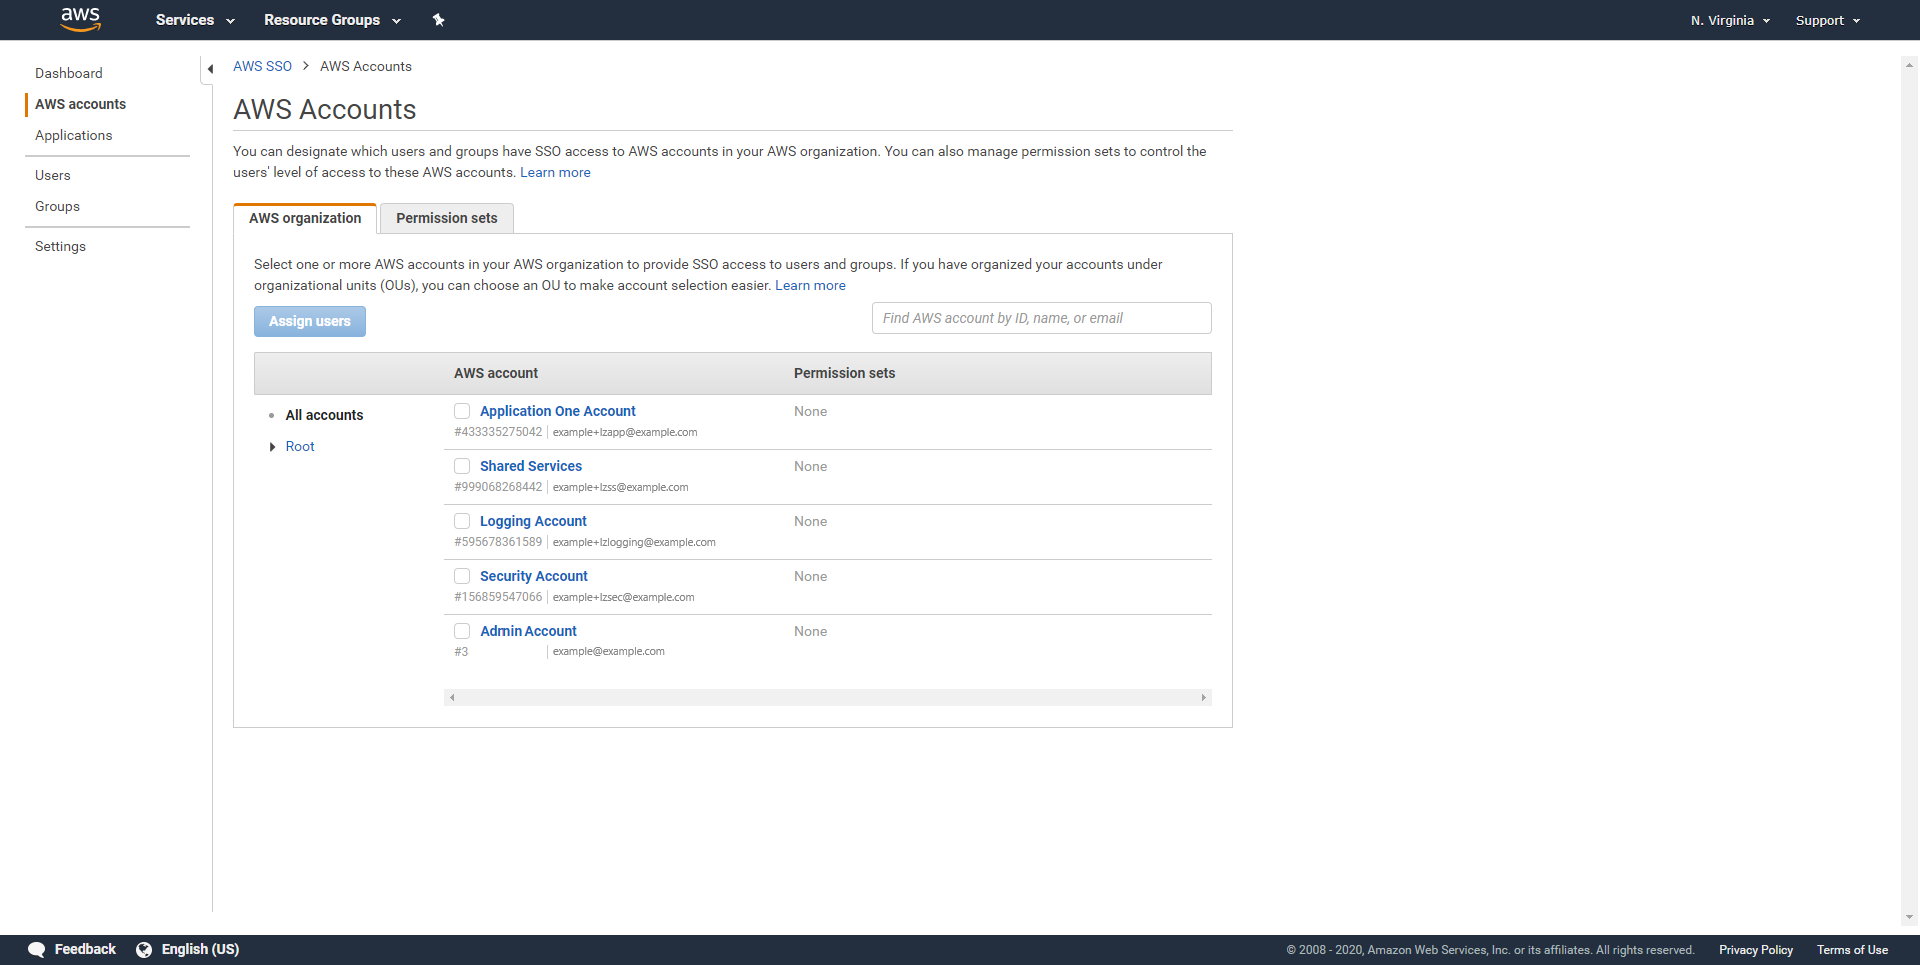 aws Services Resource Groups N. Virginia Support
Dashboard
AWS accounts
Applications
Users
Groups
Settings
AWS SSO > AWS Accounts
AWS Accounts
You can designate which users and groups have SSO access to AWS accounts in your AWS organization. You can also manage permission sets to control the
users' level of access to these AWS accounts. Learn more
AWS organization Permission sets
Select one or more AWS accounts in your AWS organization to provide SSO access to users and groups. If you have organized your accounts under
organizational units (OUs), you can choose an OU to make account selection easier. Learn more
Assign users Find AWS account by ID, name, or email
AWS account Permission sets
All accounts
Root
Application One Account None
#433335275042 example+lzapp@example.com
Shared Services None
#999068268442 example+lzss@example.com
Logging Account None
#595678361589 example+lzlogging@example.com
Security Account None
#156859547066 example+lzsec@example.com
Admin Account None
#3 example@example.com
Feedback English (US) © 2008 - 2020, Amazon Web Services, Inc. or its affiliates. All rights reserved. Privacy Policy Terms of Use